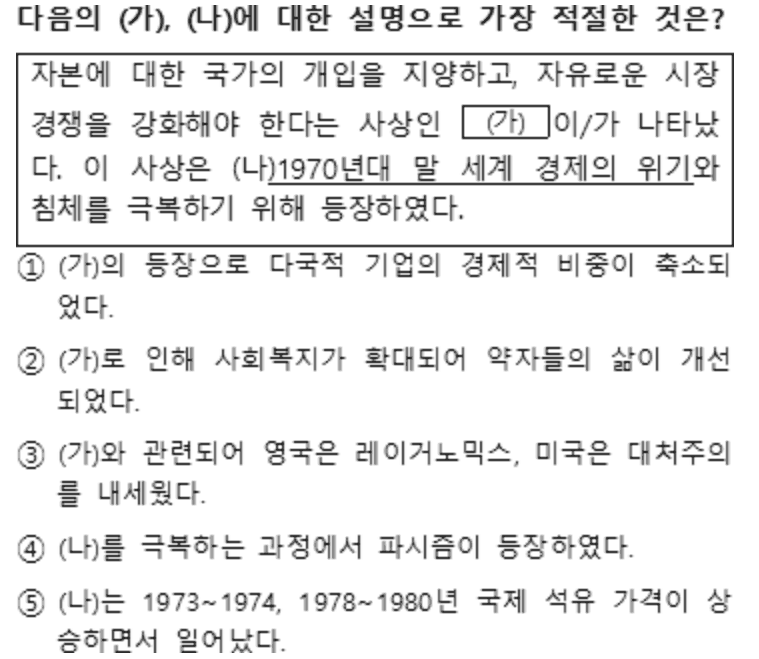 다음의 (가), (나)에 대한 설명으로 가장 적절한 것은?
자본에 대한 국가의 개입을 지양하고, 자유로운 시장
경쟁을 강화해야 한다는 사상인 (가) 이/가 나타났
다. 이 사상은 (나)1970년대 말 세계 경제의 위기와
침체를 극복하기 위해 등장하였다.
① (가)의 등장으로 다국적 기업의 경제적 비중이 축소되
었다.
② (가)로 인해 사회복지가 확대되어 약자들의 삶이 개선
되었다.
③ (가)와 관련되어 영국은 레이거노믹스, 미국은 대처주의
를 내세웠다.
④ (나)를 극복하는 과정에서 파시즘이 등장하였다.
⑤ (나)는 1973~1974, 1978~1980년 국제 석유 가격이 상
승하면서 일어났다.